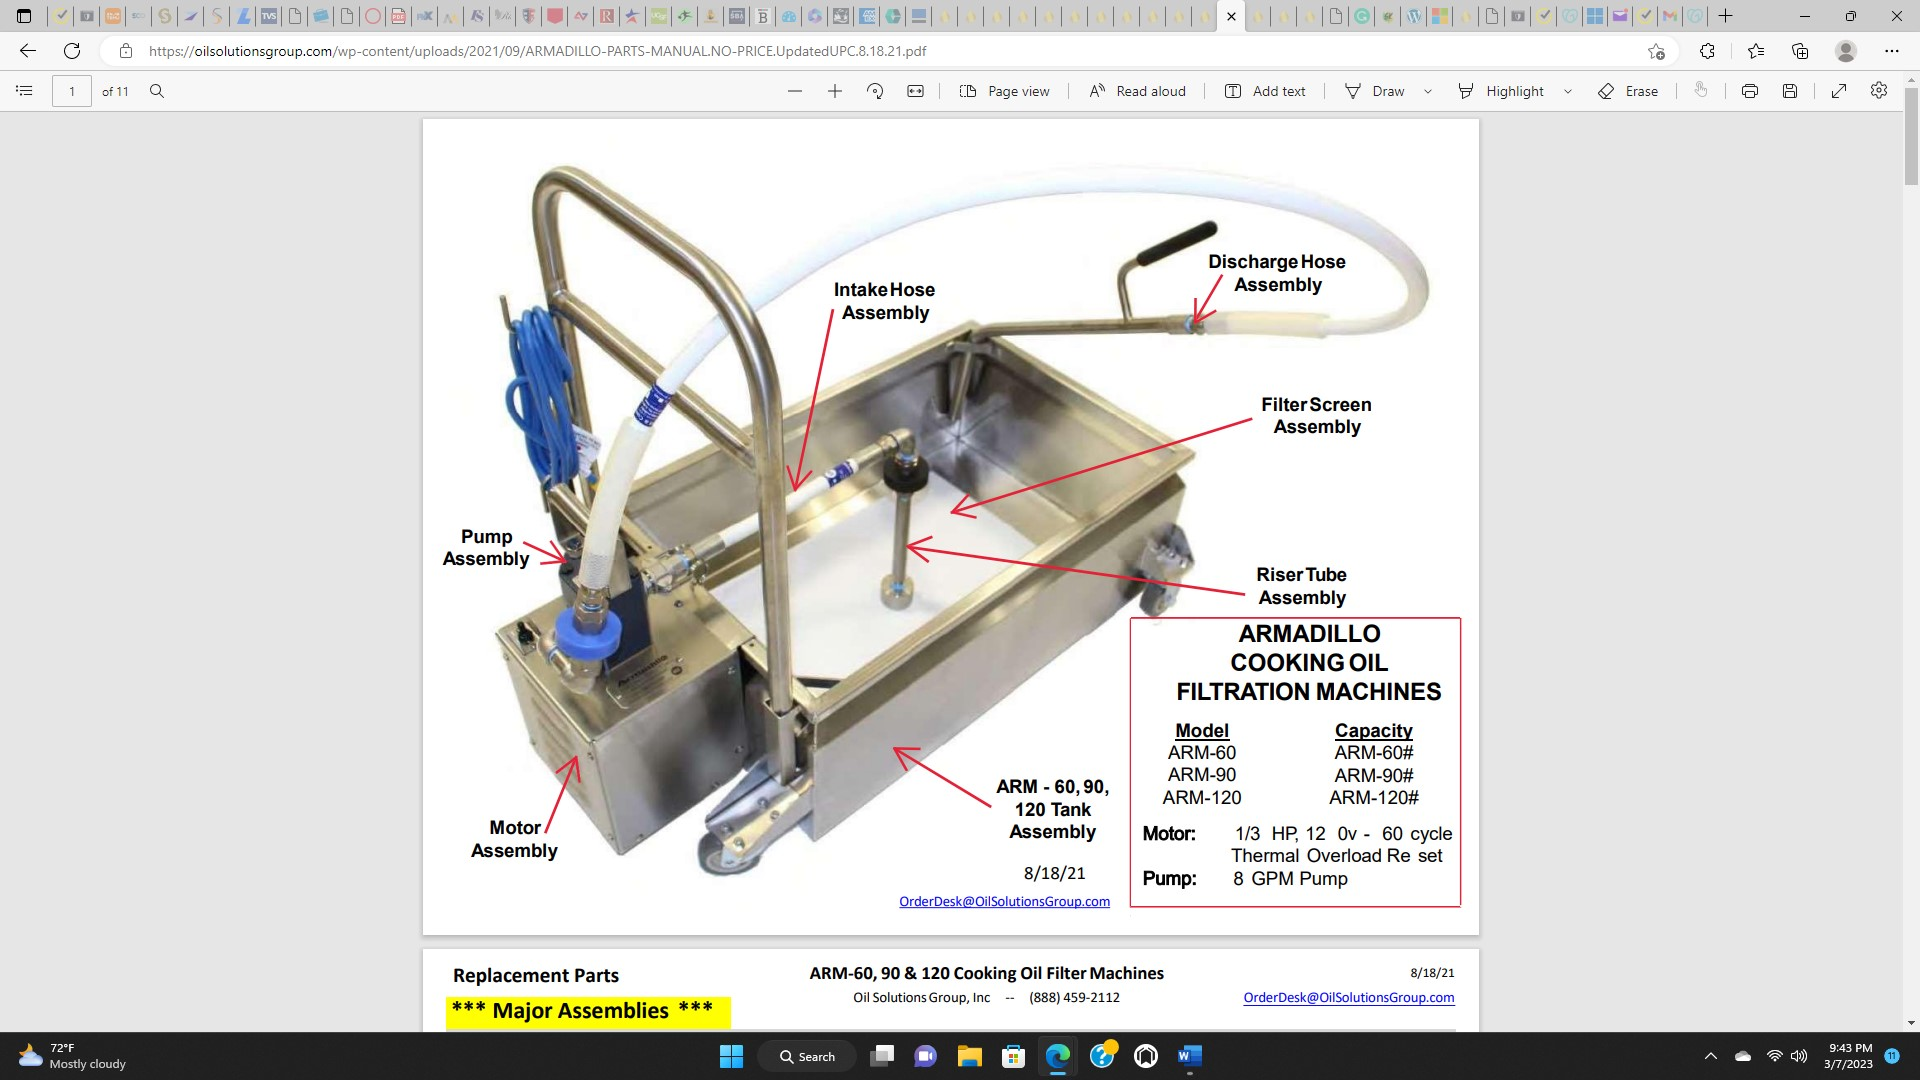 https://oilsolutionsgroup.com/wp-content/uploads/2021/09/ARMADILLO-PARTS-MANUAL.NO-PRICE.UpdatedUPC.8.18.21.pdf
1 of 11
Page view
Read aloud
Add text
Draw
Highlight
Erase
Intake Hose
Assembly
Discharge Hose
Assembly
Filter Screen
Assembly
Pump
Assembly
Riser Tube
Assembly
ARMADILLO
COOKING OIL
FILTRATION MACHINES
Model Capacity
ARM-60 ARM-60#
ARM-90 ARM-90#
ARM-120 ARM-120#
Motor: 1/3 HP, 12 0v - 60 cycle
Thermal Overload Re set
Pump: 8 GPM Pump
ARM - 60, 90,
120 Tank
Assembly
Motor
Assembly
8/18/21
OrderDesk@OilSolutionsGroup.com
Replacement Parts
ARM-60, 90 & 120 Cooking Oil Filter Machines
8/18/21
Oil Solutions Group, Inc -- (888) 459-2112
OrderDesk@OilSolutionsGroup.com
*** Major Assemblies ***
72°F
Mostly cloudy
Search
9:43 PM
3/7/2023
11